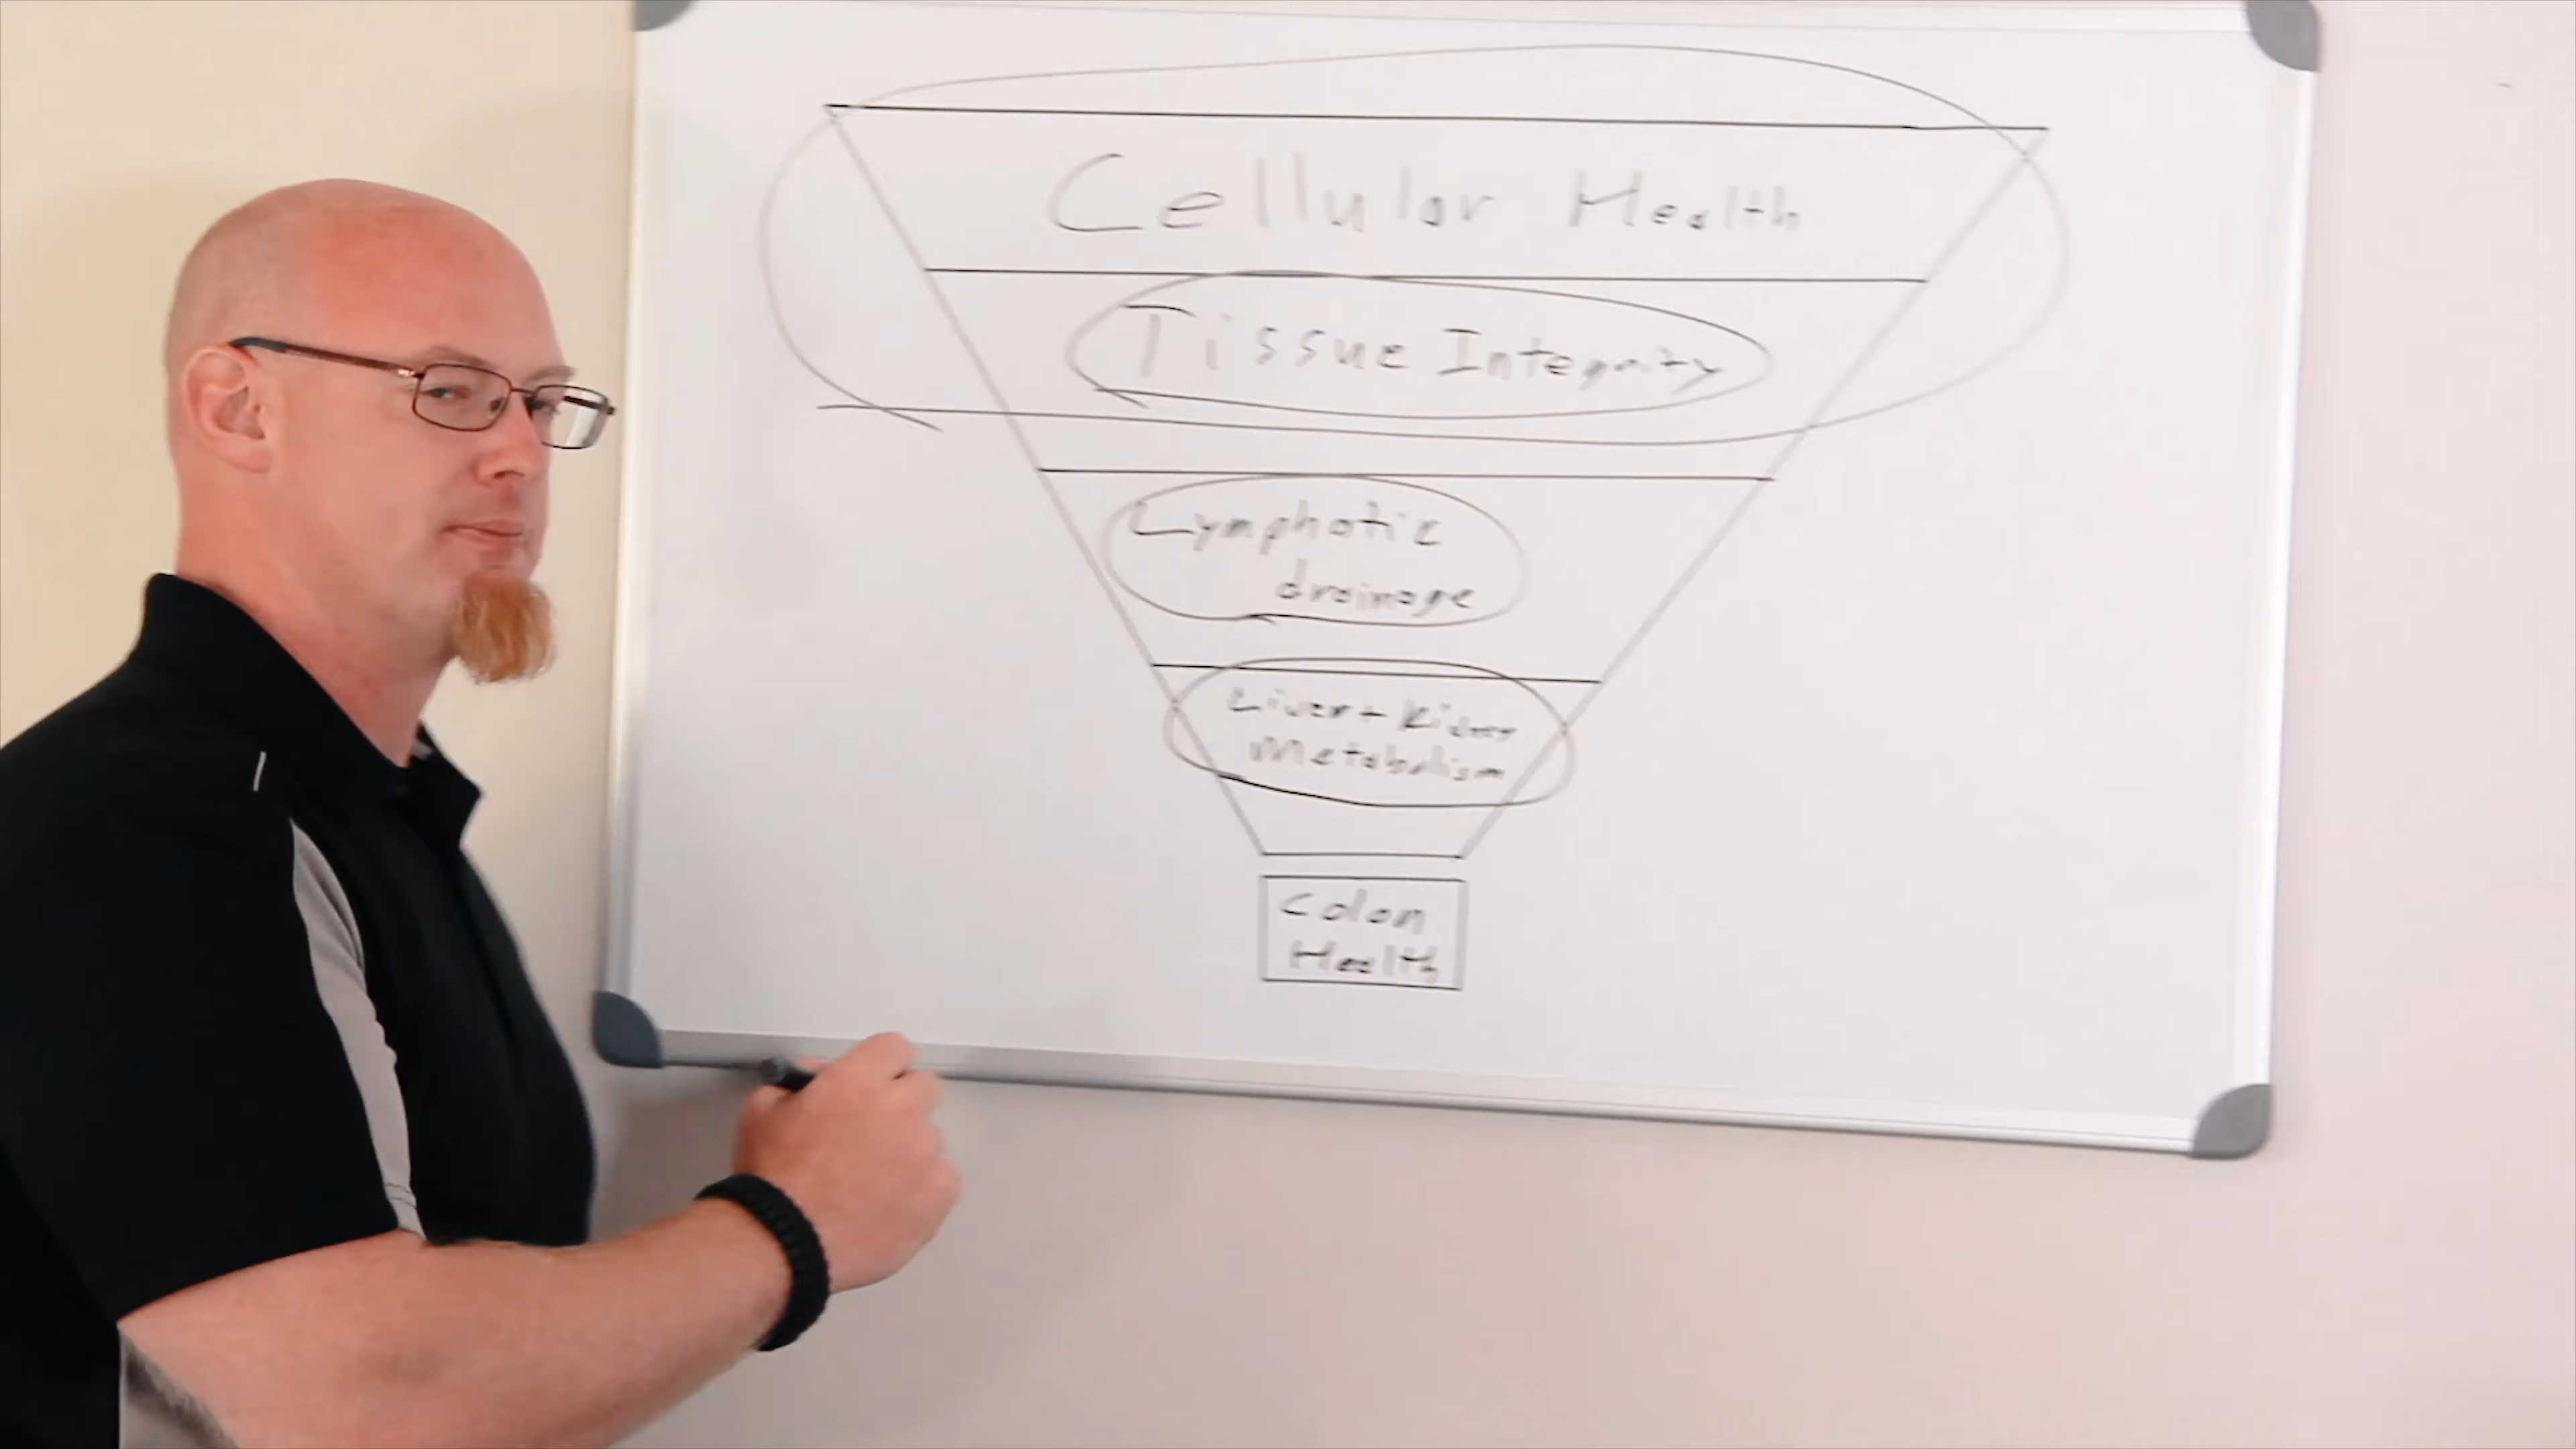 Cellular Health
Tissue Integrity
Lymphatic
drainage
Liver + Kidney
Metabolism
Colon
Health